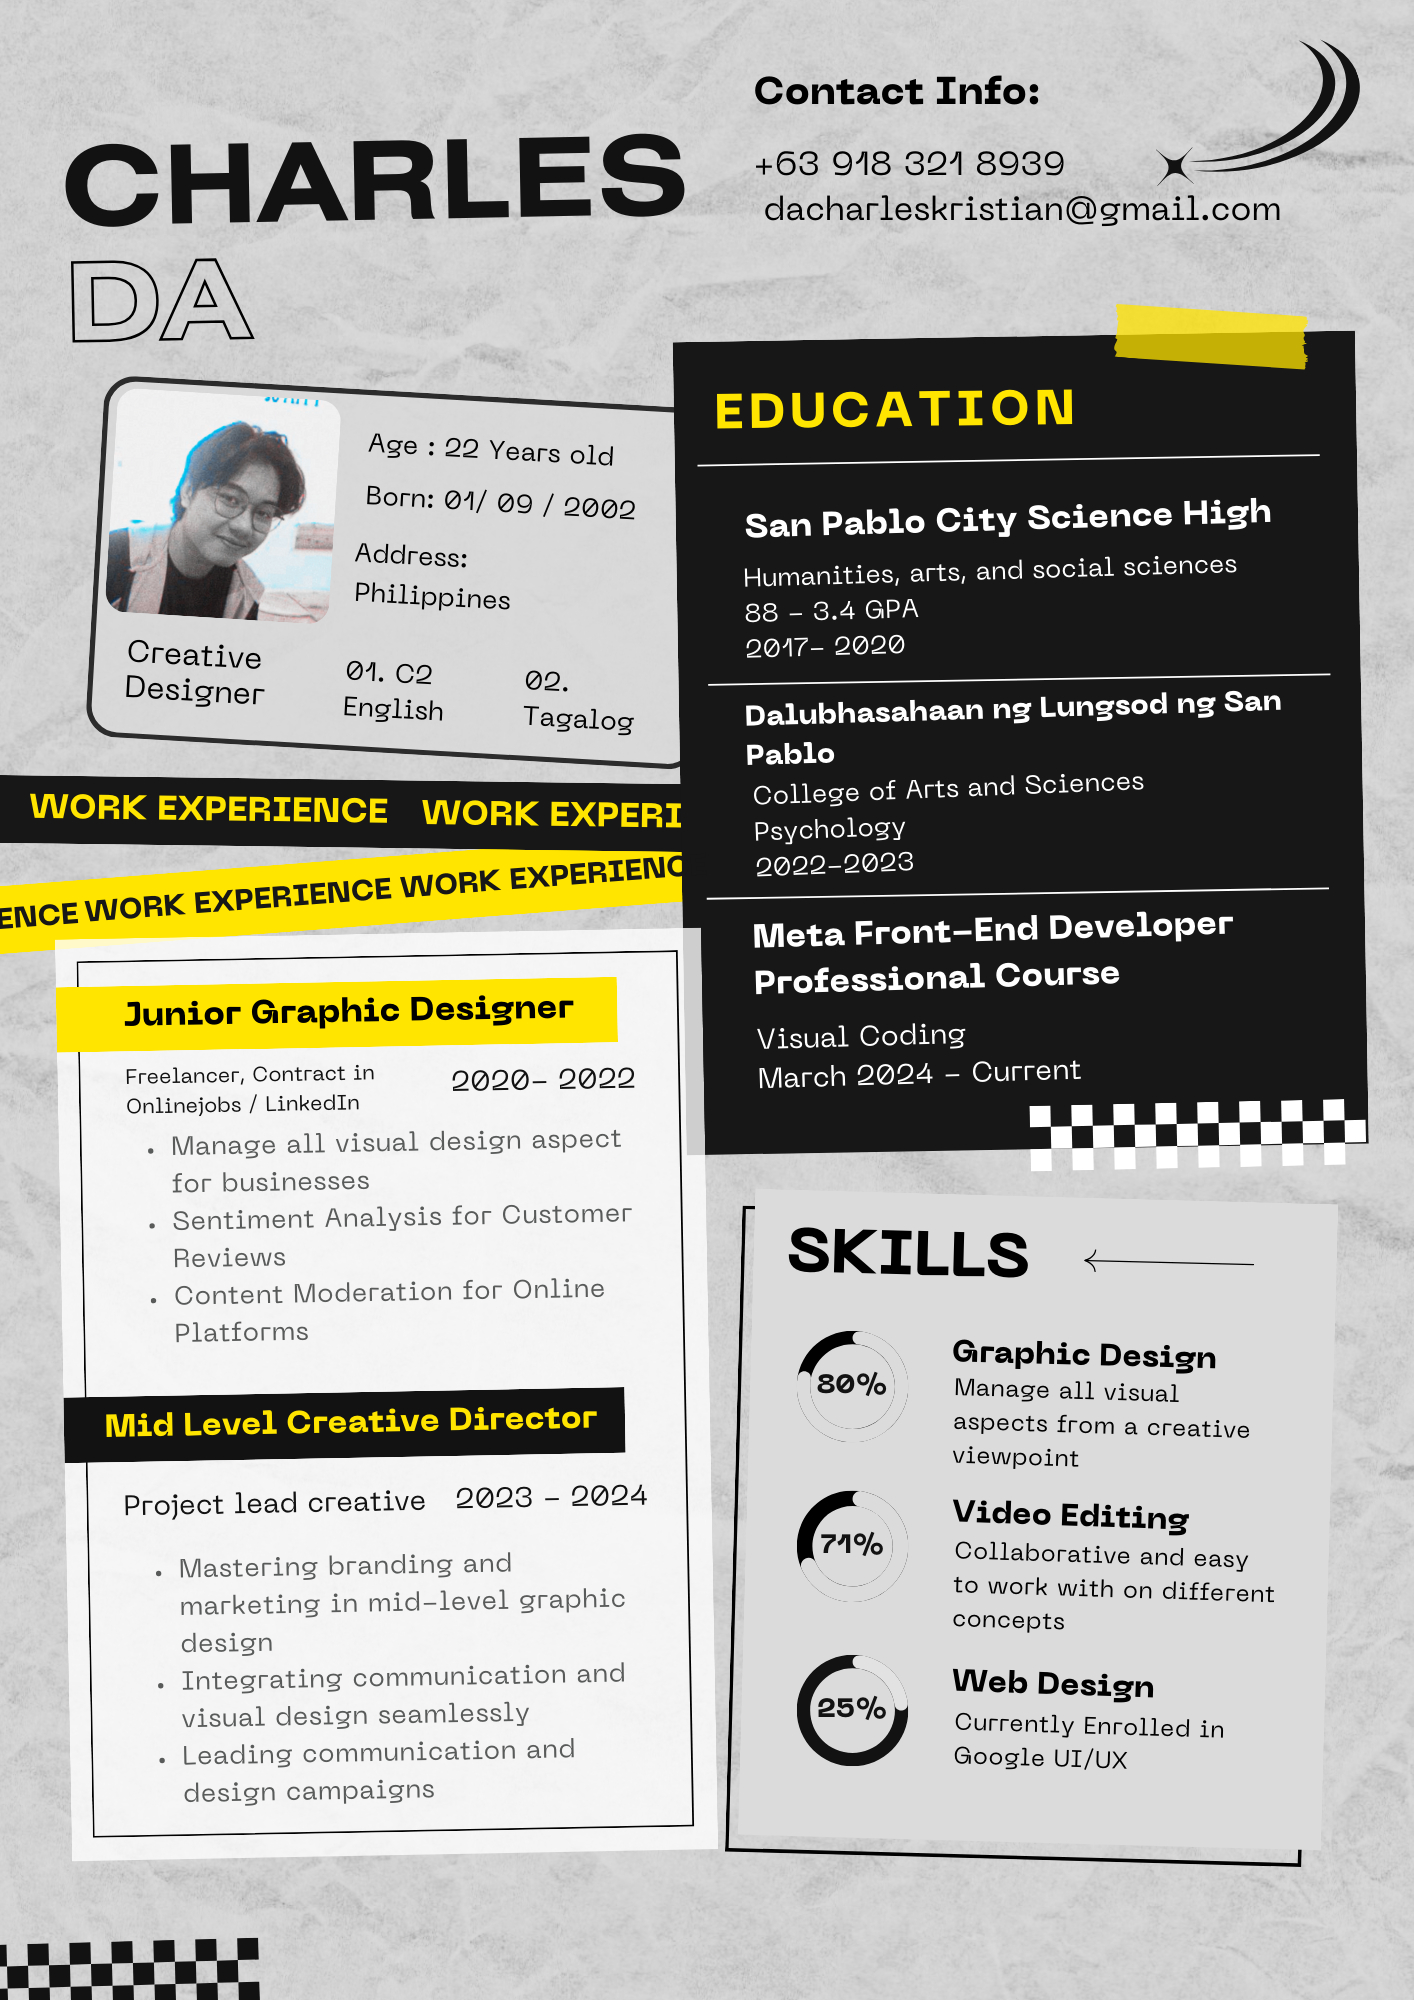 CHARLES
DA
Contact Info:
+63 918 321 8939
dacharleskristian@gmail.com
Age : 22 Years old
Born: 01/ 09 / 2002
Address:
Philippines
Creative
Designer
01. C2
English
02.
Tagalog
EDUCATION
San Pablo City Science High
Humanities, arts, and social sciences
88 - 3.4 GPA
2017- 2020
Dalubhasahaan ng Lungsod ng San
Pablo
College of Arts and Sciences
Psychology
2022-2023
Meta Front-End Developer
Professional Course
Visual Coding
March 2024 - Current
WORK EXPERIENCE WORK EXPERI
ENCE WORK EXPERIENCE WORK EXPERIENC
Junior Graphic Designer
Freelancer, Contract in
Onlinejobs / LinkedIn
2020- 2022
• Manage all visual design aspect
for businesses
• Sentiment Analysis for Customer
Reviews
• Content Moderation for Online
Platforms
Mid Level Creative Director
Project lead creative 2023 - 2024
• Mastering branding and
marketing in mid-level graphic
design
• Integrating communication and
visual design seamlessly
• Leading communication and
design campaigns
SKILLS
80%
Graphic Design
Manage all visual
aspects from a creative
viewpoint
71%
Video Editing
Collaborative and easy
to work with on different
concepts
25%
Web Design
Currently Enrolled in
Google UI/UX